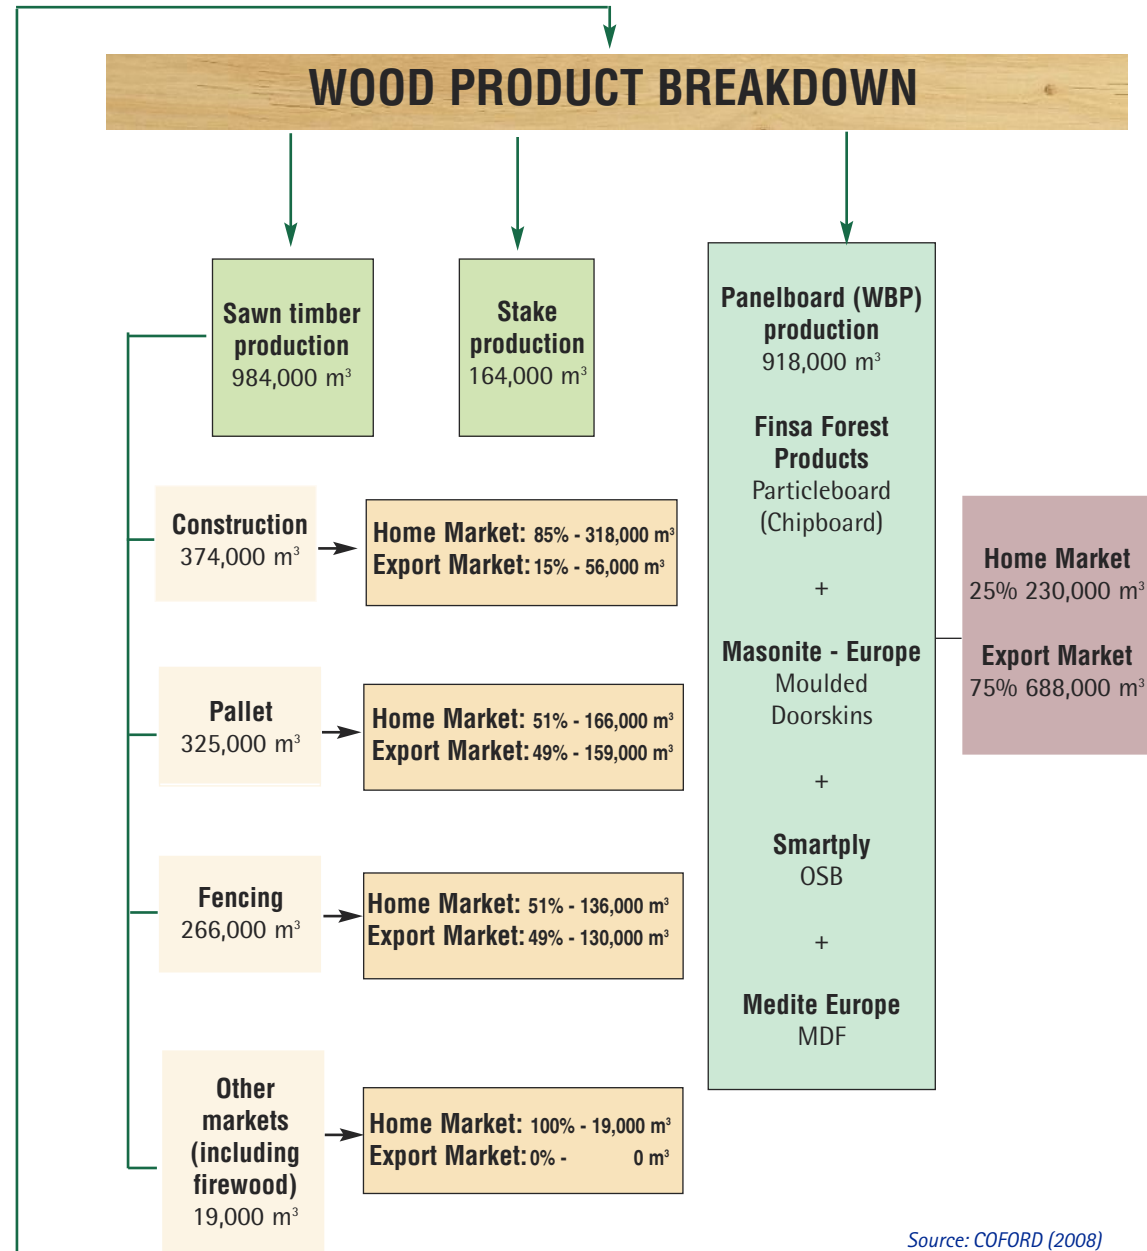 WOOD PRODUCT BREAKDOWN
Sawn timber
production
984,000 m³
Stake
production
164,000 m³
Panelboard (WBP)
production
918,000 m³
Finsa Forest
Products
Particleboard
(Chipboard)
+
Masonite - Europe
Moulded
Doorskins
+
Smartply
OSB
+
Medite Europe
MDF
Home Market
25% 230,000 m³
Export Market
75% 688,000 m³
Construction
374,000 m³
Home Market: 85% - 318,000 m³
Export Market: 15% - 56,000 m³
Pallet
325,000 m³
Home Market: 51% - 166,000 m³
Export Market: 49% - 159,000 m³
Fencing
266,000 m³
Home Market: 51% - 136,000 m³
Export Market: 49% - 130,000 m³
Other
markets
(including
firewood)
19,000 m³
Home Market: 100% - 19,000 m³
Export Market: 0% - 0 m³
Source: COFORD (2008)